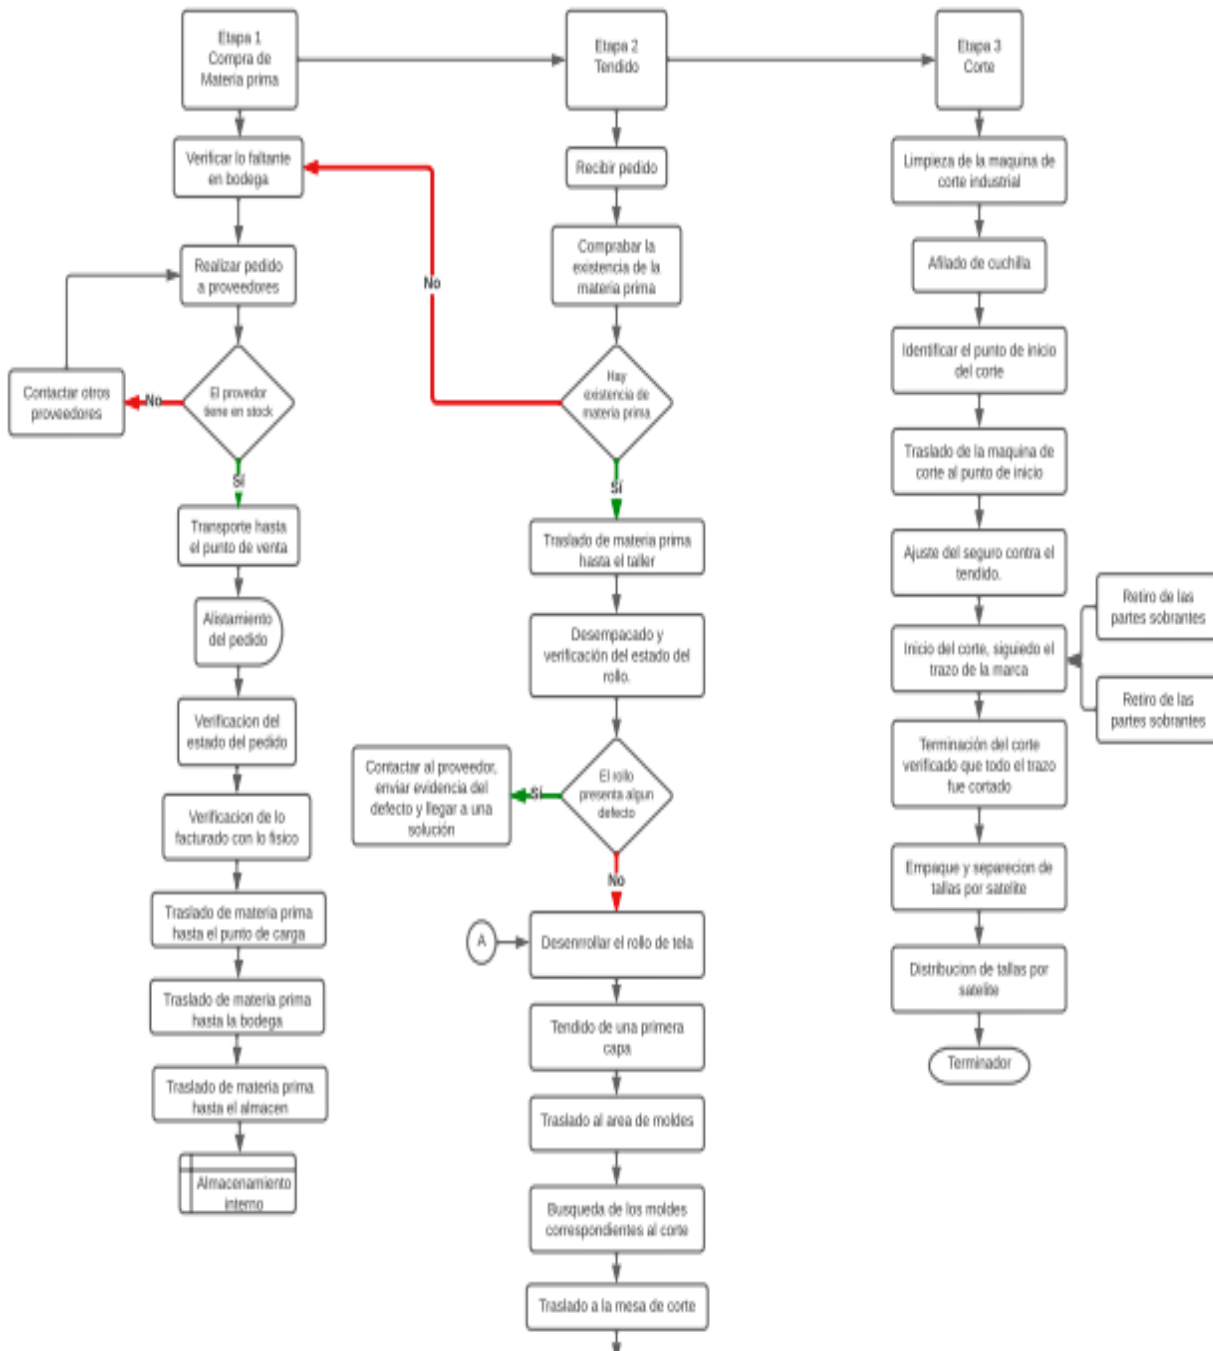 Etapa 1
Compra de
Materia prima
Verificar lo faltante
en bodega
Realizar pedido
a proveedores
El provedor
tiene en stock
No
Contactar otros
proveedores
Sí
Transporte hasta
el punto de venta
Alistamiento
del pedido
Verificacion del
estado del pedido
Verificacion de lo
facturado con lo fisico
Traslado de materia prima
hasta el punto de carga
Traslado de materia prima
hasta la bodega
Traslado de materia prima
hasta el almacen
Almacenamiento
interno
Etapa 2
Tendido
Recibir pedido
Comprobar la
existencia de la
materia prima
Hay
existencia de
materia prima
No
Sí
Traslado de materia prima
hasta el taller
Desempacado y
verificación del estado del
rollo.
El rollo
presenta algun
defecto
Sí
Contactar al proveedor,
enviar evidencia del
defecto y llegar a una
solución
No
A
Desenrrollar el rollo de tela
Tendido de una primera
capa
Traslado al area de moldes
Busqueda de los moldes
correspondientes al corte
Traslado a la mesa de corte
Etapa 3
Corte
Limpieza de la maquina de
corte industrial
Afilado de cuchilla
Identificar el punto de inicio
del corte
Traslado de la maquina de
corte al punto de inicio
Ajuste del seguro contra el
tendido.
Inicio del corte, siguiedo el
trazo de la marca
Retiro de las
partes sobrantes
Retiro de las
partes sobrantes
Terminación del corte
verificado que todo el trazo
fue cortado
Empaque y separecion de
tallas por satelite
Distribucion de tallas por
satelite
Terminador